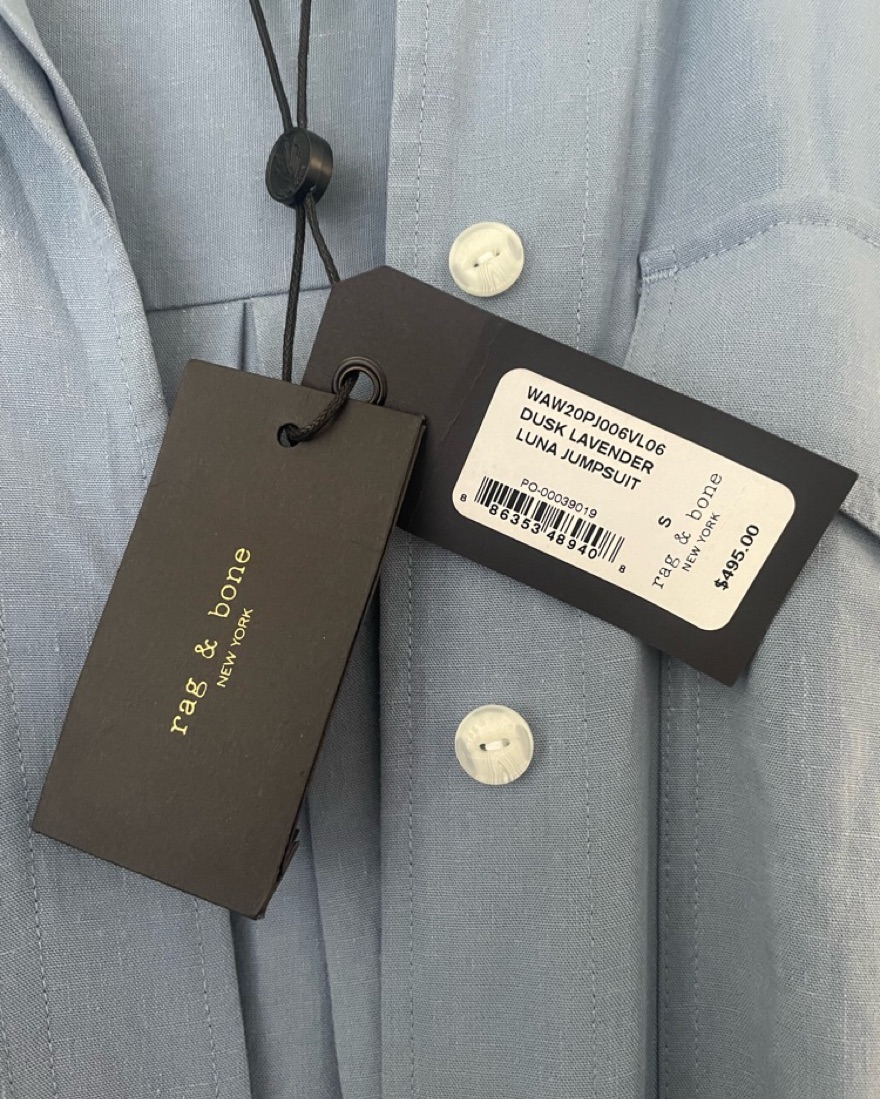 rag & bone
NEW YORK
WAW20PJ006VL06
DUSK LAVENDER
LUNA JUMPSUIT
PO-00039019
8 86353 48940 8
S
rag & bone
NEW YORK
$495.00